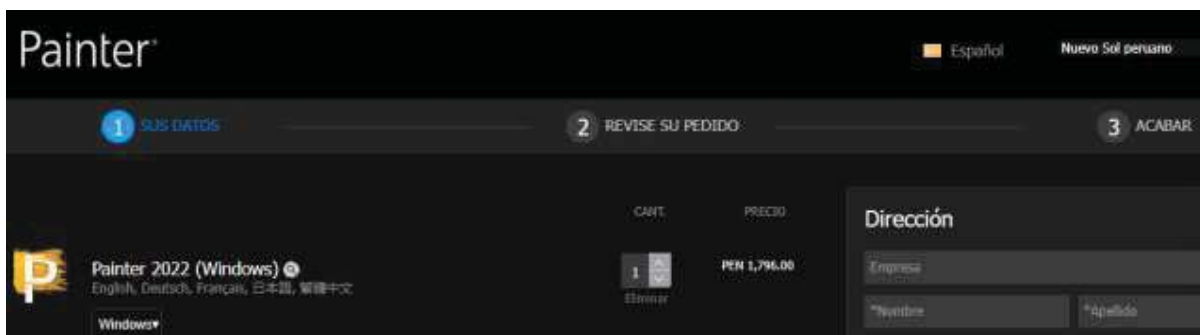 Painter®
Español
Nuevo Sol peruano
1 SUS DATOS
2 REVISE SU PEDIDO
3 ACABAR
CANT.
PRECIO
Dirección
Painter 2022 (Windows)
English, Deutsch, Français, 日本語, 繁體中文
1
PEN 1,796.00
Eliminar
Empresa
*Nombre
*Apellido
Windows▾